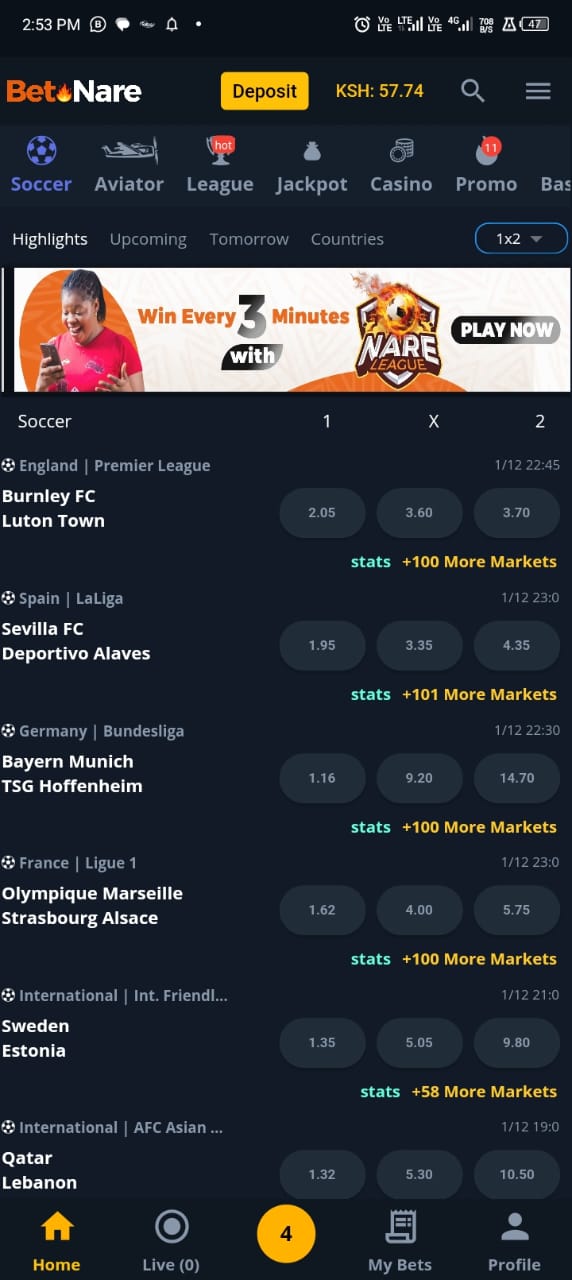 2:53 PM
Vo LTE LTE Vo LTE 4G 708 B/S 47
BetNare Deposit KSH: 57.74
hot 11
Soccer Aviator League Jackpot Casino Promo Bas
Highlights Upcoming Tomorrow Countries 1x2
Win Every 3 Minutes
with
NARE
LEAGUE
PLAY NOW
Soccer 1 X 2
England | Premier League 1/12 22:45
Burnley FC
Luton Town
2.05 3.60 3.70
stats +100 More Markets
Spain | LaLiga 1/12 23:0
Sevilla FC
Deportivo Alaves
1.95 3.35 4.35
stats +101 More Markets
Germany | Bundesliga 1/12 22:30
Bayern Munich
TSG Hoffenheim
1.16 9.20 14.70
stats +100 More Markets
France | Ligue 1 1/12 23:0
Olympique Marseille
Strasbourg Alsace
1.62 4.00 5.75
stats +100 More Markets
International | Int. Friendl... 1/12 21:0
Sweden
Estonia
1.35 5.05 9.80
stats +58 More Markets
International | AFC Asian ... 1/12 19:0
Qatar
Lebanon
1.32 5.30 10.50
4
Home Live (0) My Bets Profile